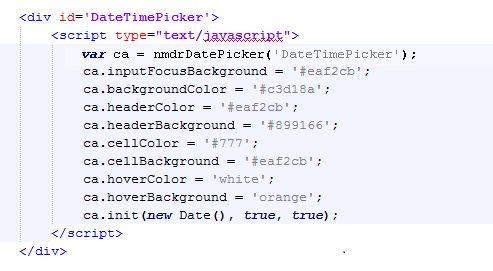 <div id='DateTimePicker'>
<script type="text/javascript">
var ca = nmdrDatePicker('DateTimePicker');
ca.inputFocusBackground = '#eaf2cb';
ca.backgroundColor = '#c3d18a';
ca.headerColor = '#eaf2cb';
ca.headerBackground = '#899166';
ca.cellColor = '#777';
ca.cellBackground = '#eaf2cb';
ca.hoverColor = 'white';
ca.hoverBackground = 'orange';
ca.init(new Date(), true, true);
</script>
</div>